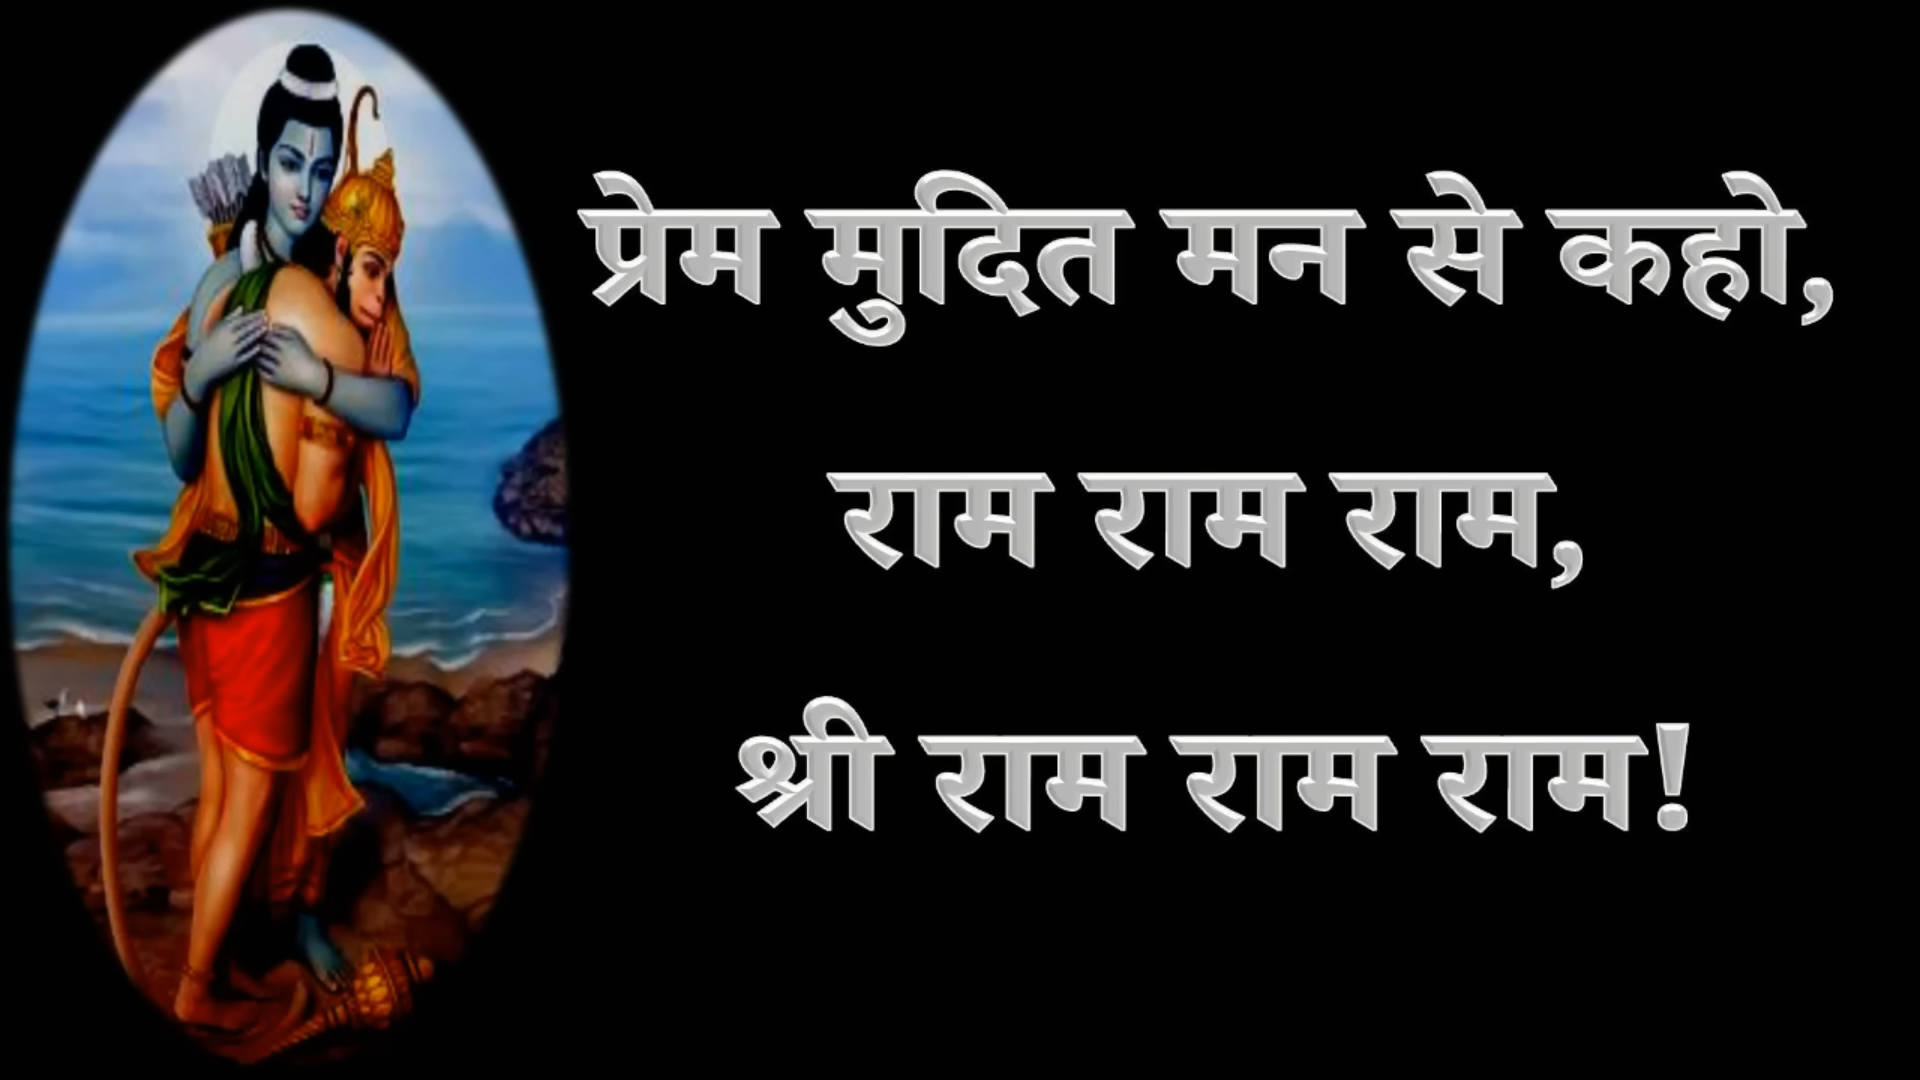 प्रेम मुदित मन से कहो,
राम राम राम,
श्री राम राम राम!